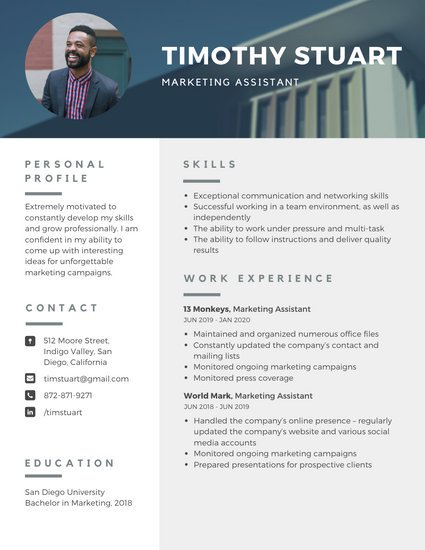 TIMOTHY STUART
MARKETING ASSISTANT
PERSONAL
PROFILE
Extremely motivated to
constantly develop my skills
and grow professionally. I am
confident in my ability to
come up with interesting
ideas for unforgettable
marketing campaigns.
CONTACT
512 Moore Street,
Indigo Valley, San
Diego, California
timstuart@gmail.com
872-871-9271
/timstuart
EDUCATION
San Diego University
Bachelor in Marketing, 2018
SKILLS
• Exceptional communication and networking skills
• Successful working in a team environment, as well as
independently
• The ability to work under pressure and multi-task
• The ability to follow instructions and deliver quality
results
WORK EXPERIENCE
13 Monkeys, Marketing Assistant
JUN 2019 - JAN 2020
• Maintained and organized numerous office files
• Constantly updated the company's contact and
mailing lists
• Monitored ongoing marketing campaigns
• Monitored press coverage
World Mark, Marketing Assistant
JUN 2018 - JUN 2019
• Handled the company's online presence – regularly
updated the company's website and various social
media accounts
• Monitored ongoing marketing campaigns
• Prepared presentations for prospective clients